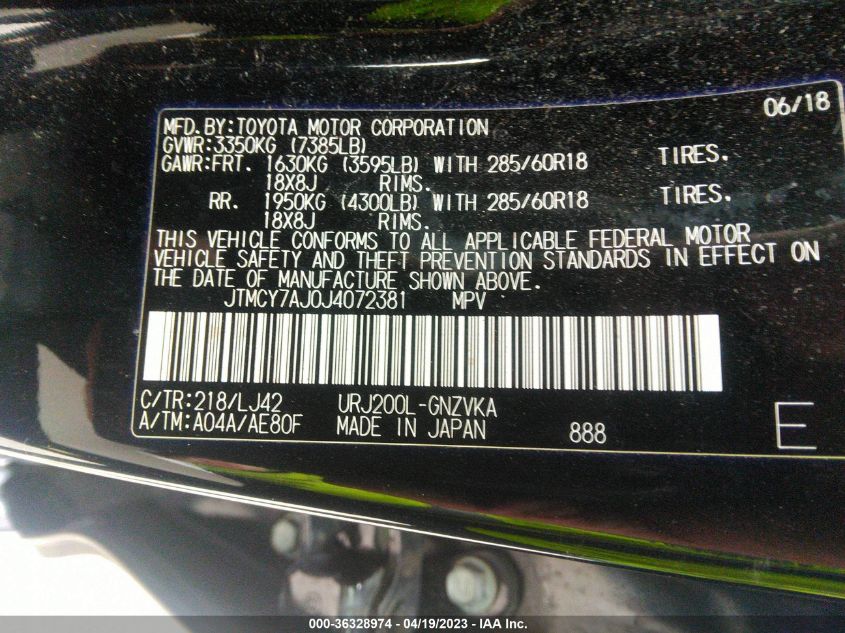 06/18
MFD.BY:TOYOTA MOTOR CORPORATION
GVWR:3350KG (7385LB)
GAWR:FRT. 1630KG (3595LB) WITH 285/60R18 TIRES.
18X8J RIMS.
RR. 1950KG (4300LB) WITH 285/60R18 TIRES.
18X8J RIMS.
THIS VEHICLE CONFORMS TO ALL APPLICABLE FEDERAL MOTOR
VEHICLE SAFETY AND THEFT PREVENTION STANDARDS IN EFFECT ON
THE DATE OF MANUFACTURE SHOWN ABOVE.
JTMCY7AJ0J4072381 MPV
C/TR:218/LJ42 URJ200L-GNZVKA
A/TM:A04A/AE80F MADE IN JAPAN 888 E
000-36328974 - 04/19/2023 - IAA Inc.